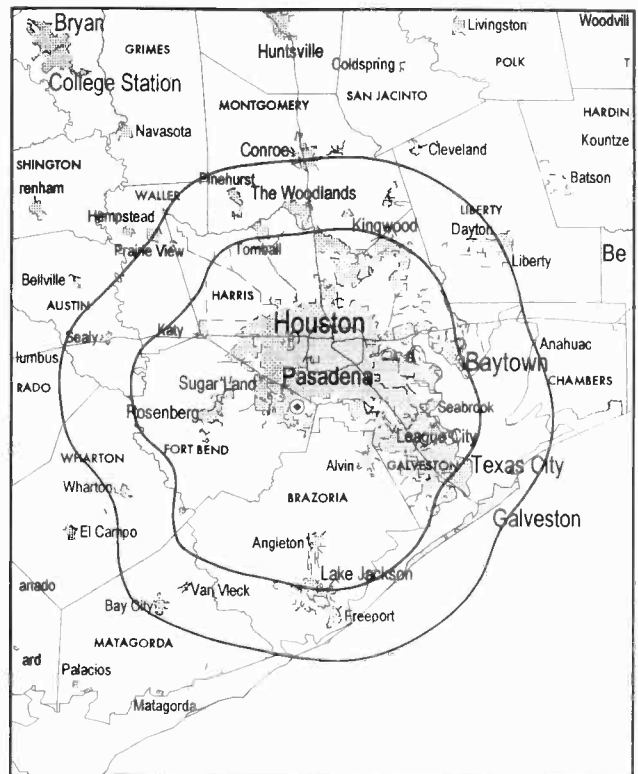 Bryan
Livingston
Woodvill
GRIMES
Huntsville
Coldspring
POLK
T
College Station
SAN JACINTO
MONTGOMERY
HARDIN
Navasota
Kountze
Conroe
Cleveland
SHINGTON
Pinehurst
Batson
renham
WALLER
The Woodlands
LIBERTY
Hempstead
Kingwood
Dayton
Prairie View
Tomball
Liberty
Be
Bellville
HARRIS
AUSTIN
Houston
Sealy
Katy
Anahuac
lumbus
Baytown
RADO
Sugar Land
Pasadena
CHAMBERS
Rosenberg
Seabrook
League City
FORT BEND
WHARTON
Alvin
GALVESTON
Texas City
Wharton
BRAZORIA
Galveston
El Campo
Angleton
Lake Jackson
anado
Van Vleck
Bay City
Freeport
MATAGORDA
ard
Palacios
Matagorda